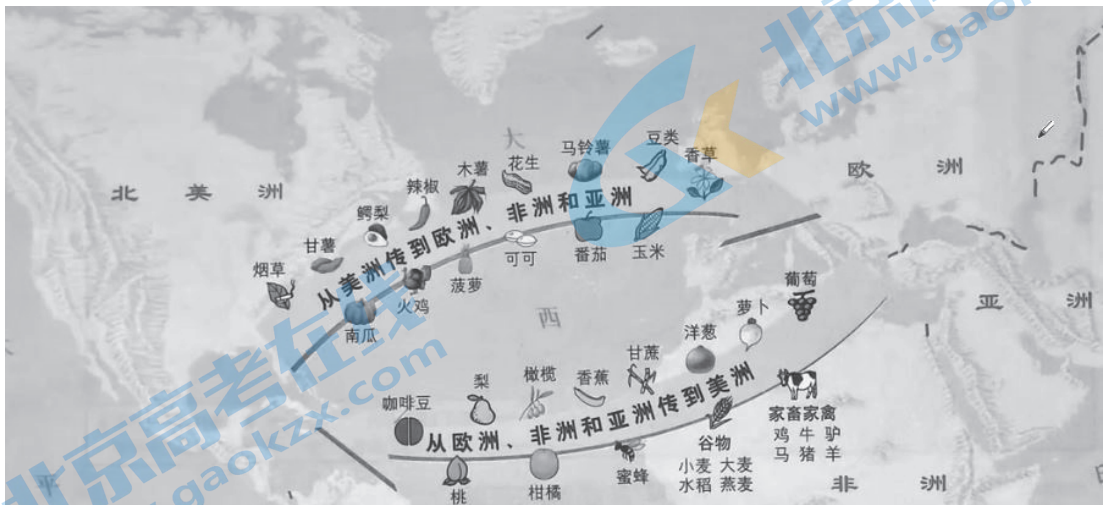 北京
www.gao
大
豆类
马铃薯
香草
花生
木薯
欧洲
北美洲
辣椒
鳄梨
从美洲传到欧洲、非洲和亚洲
甘薯
番茄
玉米
可可
烟草
菠萝
火鸡
葡萄
亚洲
南瓜
西
萝卜
洋葱
甘蔗
香蕉
橄榄
梨
咖啡豆
从欧洲、非洲和亚洲传到美洲
家畜家禽
鸡 牛 驴
马 猪 羊
谷物
小麦 大麦
水稻 燕麦
蜜蜂
柑橘
桃
非洲
平
印
北京高考在线
www.gaokzx.com